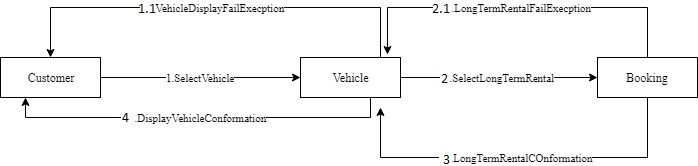 1.1VehicleDisplayFailExecption
2.1 .LongTermRentalFailExecption
Customer
1.SelectVehicle
Vehicle
2.SelectLongTermRental
Booking
4 .DisplayVehicleConformation
3 .LongTermRentalCOnformation